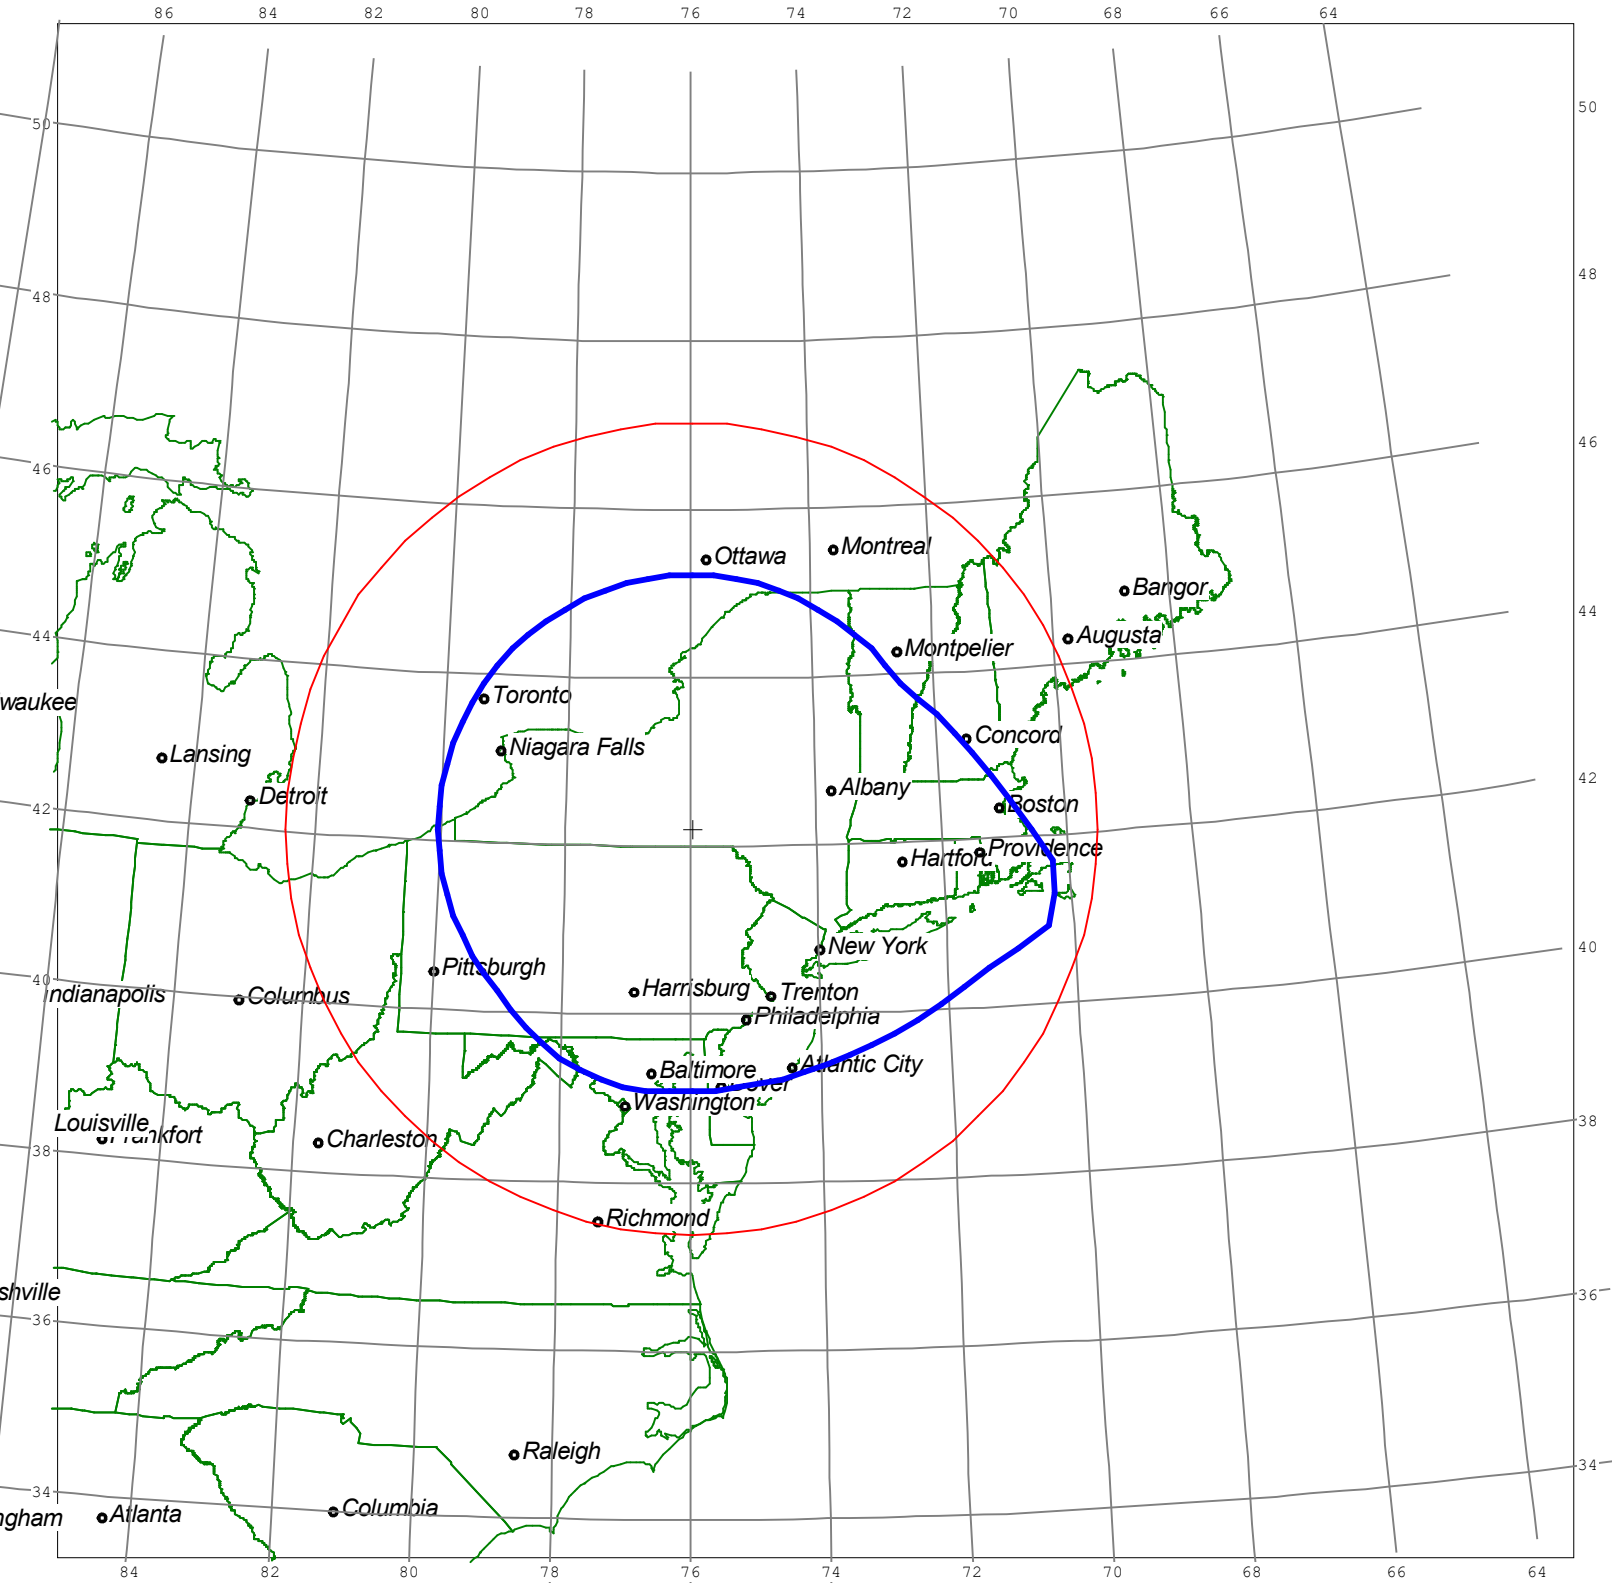 86 84 82 80 76 74 72 70 68 66 64
50 50
48 48
46 46
Ottawa Montreal
Bangor
44 44
Augusta
Montpelier
Toronto
waukee
Concord
Niagara Falls
Lansing
42 42
Albany
Detroit
Boston
Providence
Hartford
40 40
New York
Pittsburgh
Harrisburg Trenton
Indianapolis Columbus
Philadelphia
Atlantic City
Baltimore
Washington
38 38
Louisville
Frankfort Charleston
Richmond
36 36
shville
34 34
Raleigh
Columbia
ngham Atlanta
84 82 80 78 76 74 72 70 68 66 64